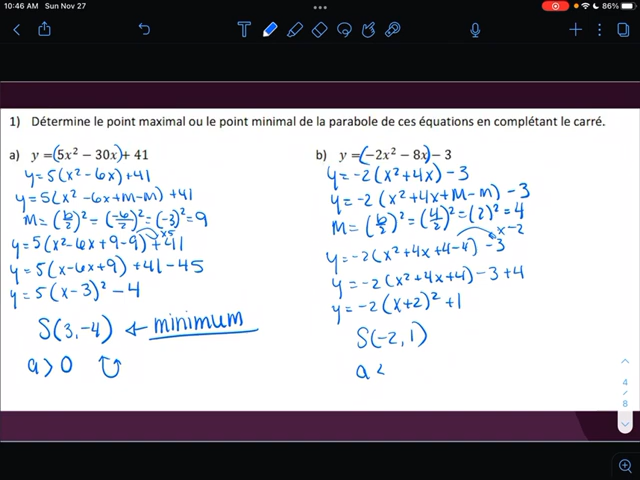 10:46 AM Sun Nov 27
86%
1) Détermine le point maximal ou le point minimal de la parabole de ces équations en complétant le carré.
a) y = (5x² − 30x) + 41
y = 5(x² − 6x) + 41
y = 5(x² − 6x + m − m) + 41
m = (b/2)² = (−6/2)² = (−3)² = 9
x5
y = 5(x² − 6x + 9 − 9) + 41
y = 5(x − 6x + 9) + 41 − 45
y = 5(x − 3)² − 4
S(3, −4) ← minimum
a > 0
b) y = (−2x² − 8x) − 3
y = −2(x² + 4x) − 3
y = −2(x² + 4x + m − m) − 3
m = (b/2)² = (4/2)² = (2)² = 4
x −2
y = −2(x² + 4x + 4 − 4) − 3
y = −2(x² + 4x + 4) − 3 + 4
y = −2(x + 2)² + 1
S(−2, 1)
a <
4
8